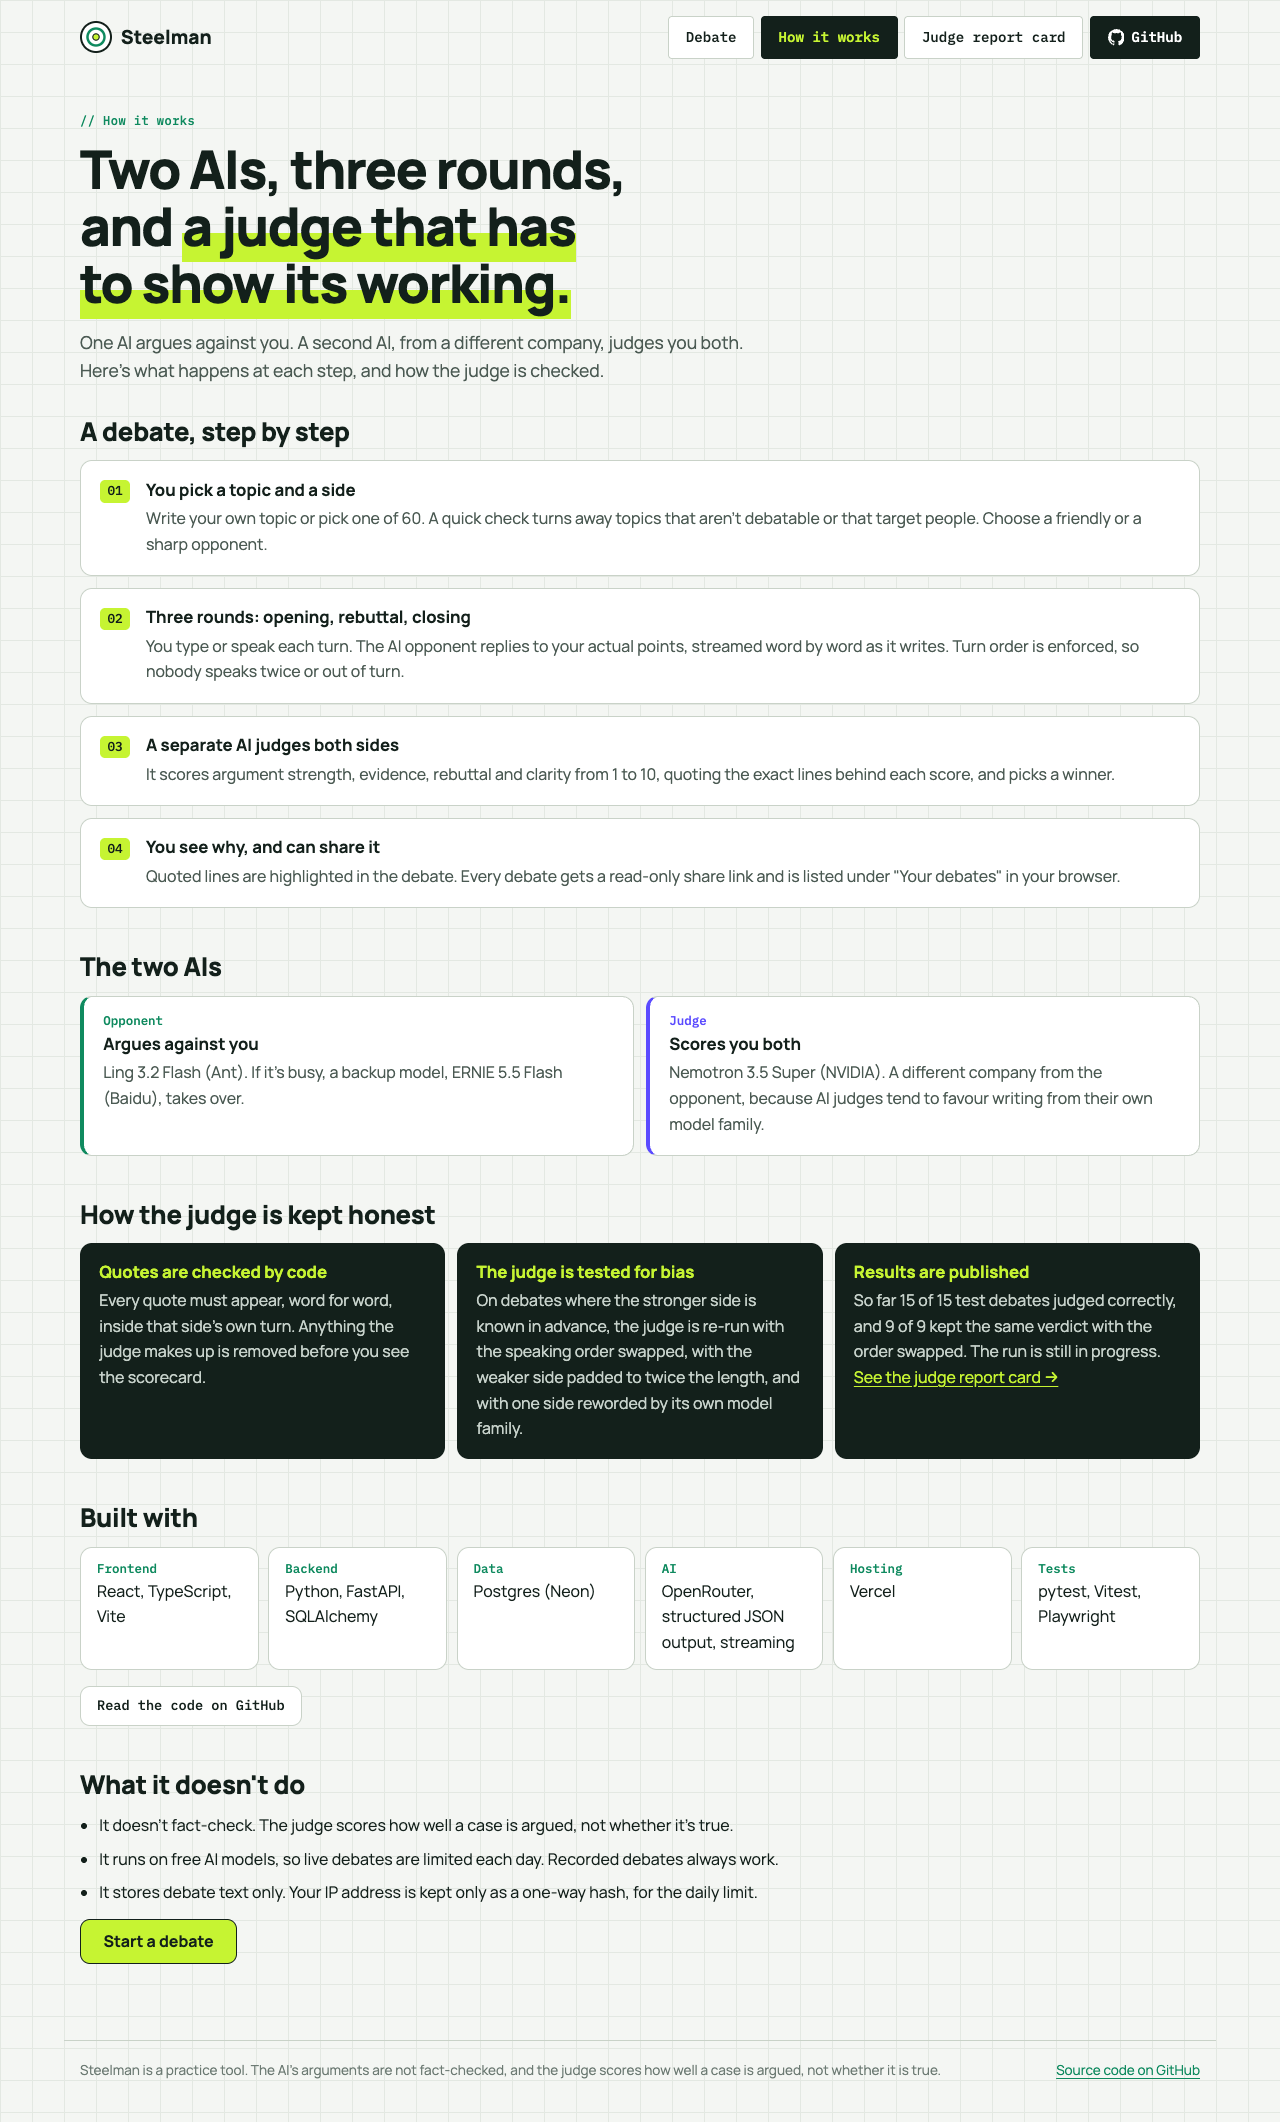 Steelman
Debate
How it works
Judge report card
GitHub
// How it works
Two AIs, three rounds,
and a judge that has
to show its working.
One AI argues against you. A second AI, from a different company, judges you both.
Here's what happens at each step, and how the judge is checked.
A debate, step by step
01
You pick a topic and a side
Write your own topic or pick one of 60. A quick check turns away topics that aren't debatable or that target people. Choose a friendly or a
sharp opponent.
02
Three rounds: opening, rebuttal, closing
You type or speak each turn. The AI opponent replies to your actual points, streamed word by word as it writes. Turn order is enforced, so
nobody speaks twice or out of turn.
03
A separate AI judges both sides
It scores argument strength, evidence, rebuttal and clarity from 1 to 10, quoting the exact lines behind each score, and picks a winner.
04
You see why, and can share it
Quoted lines are highlighted in the debate. Every debate gets a read-only share link and is listed under "Your debates" in your browser.
The two AIs
Opponent
Argues against you
Ling 3.2 Flash (Ant). If it's busy, a backup model, ERNIE 5.5 Flash
(Baidu), takes over.
Judge
Scores you both
Nemotron 3.5 Super (NVIDIA). A different company from the
opponent, because AI judges tend to favour writing from their own
model family.
How the judge is kept honest
Quotes are checked by code
Every quote must appear, word for word,
inside that side's own turn. Anything the
judge makes up is removed before you see
the scorecard.
The judge is tested for bias
On debates where the stronger side is
known in advance, the judge is re-run with
the speaking order swapped, with the
weaker side padded to twice the length, and
with one side reworded by its own model
family.
Results are published
So far 15 of 15 test debates judged correctly,
and 9 of 9 kept the same verdict with the
order swapped. The run is still in progress.
See the judge report card →
Built with
Frontend
React, TypeScript,
Vite
Backend
Python, FastAPI,
SQLAlchemy
Data
Postgres (Neon)
AI
OpenRouter,
structured JSON
output, streaming
Hosting
Vercel
Tests
pytest, Vitest,
Playwright
Read the code on GitHub
What it doesn't do
• It doesn't fact-check. The judge scores how well a case is argued, not whether it's true.
• It runs on free AI models, so live debates are limited each day. Recorded debates always work.
• It stores debate text only. Your IP address is kept only as a one-way hash, for the daily limit.
Start a debate
Steelman is a practice tool. The AI's arguments are not fact-checked, and the judge scores how well a case is argued, not whether it is true.
Source code on GitHub